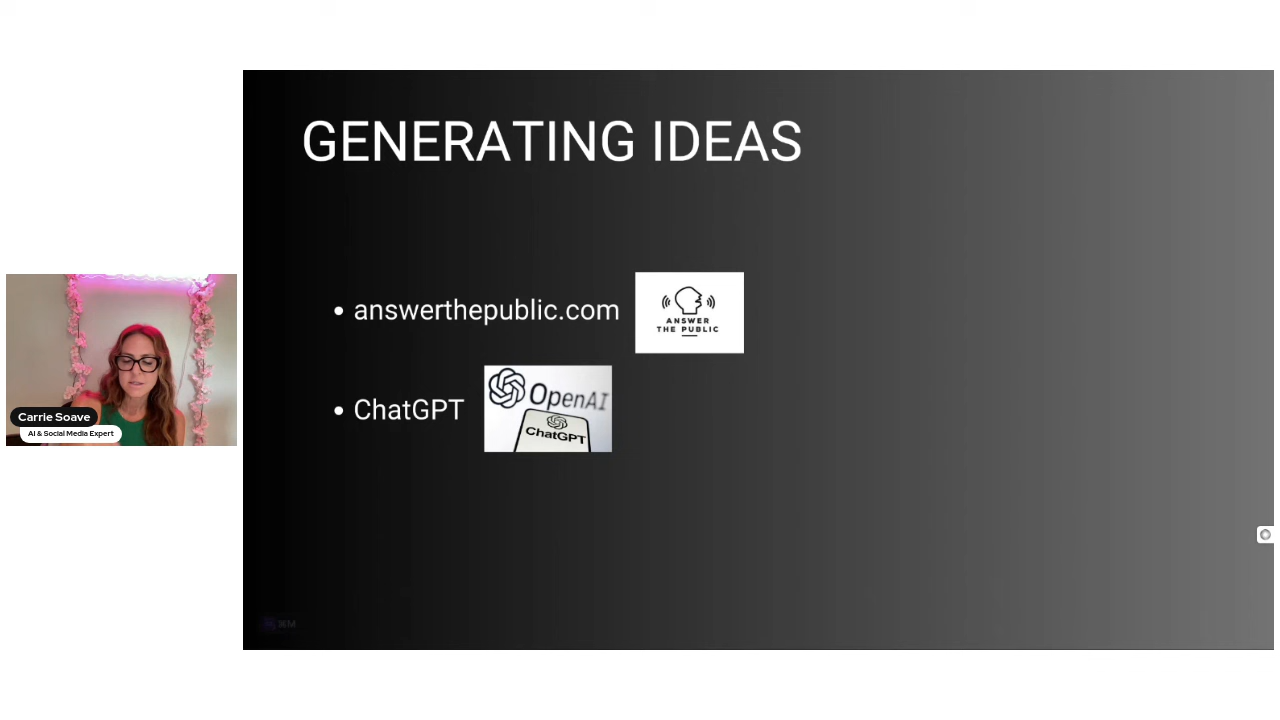 GENERATING IDEAS
answerthepublic.com
ANSWER
THE PUBLIC
ChatGPT
OpenAI
ChatGPT
Carrie Soave
AI & Social Media Expert